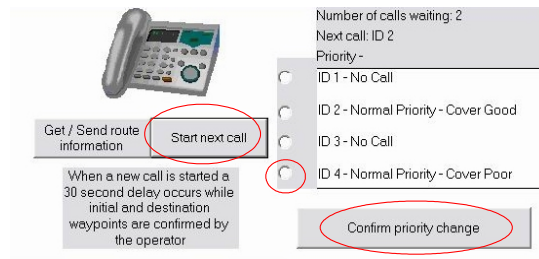 Number of calls waiting: 2
Next call: ID 2
Priority -
ID 1 - No Call
ID 2 - Normal Priority - Cover Good
ID 3 - No Call
ID 4 - Normal Priority - Cover Poor
Get / Send route
information
Start next call
When a new call is started a
30 second delay occurs while
initial and destination
waypoints are confirmed by
the operator
Confirm priority change